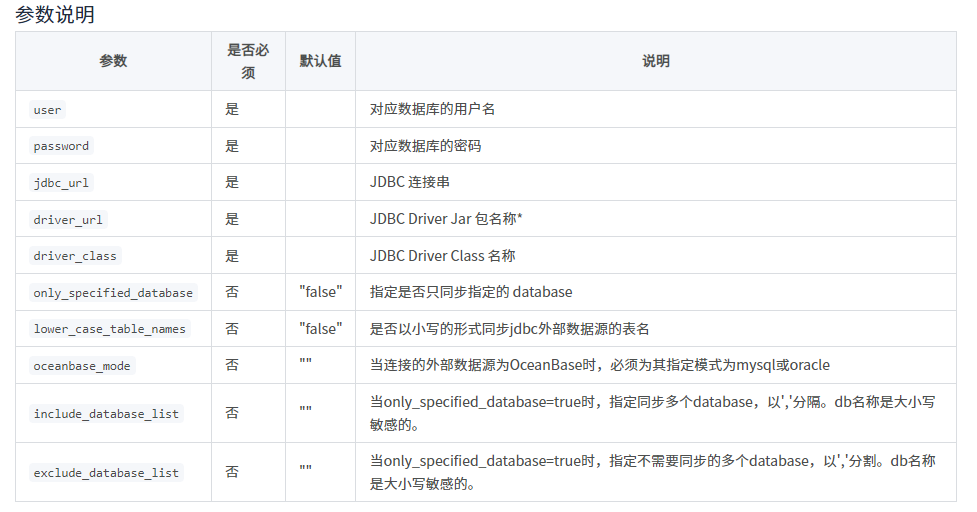 参数说明
参数 是否必须 默认值 说明
user 是 对应数据库的用户名
password 是 对应数据库的密码
jdbc_url 是 JDBC 连接串
driver_url 是 JDBC Driver Jar 包名称*
driver_class 是 JDBC Driver Class 名称
only_specified_database 否 "false" 指定是否只同步指定的 database
lower_case_table_names 否 "false" 是否以小写的形式同步jdbc外部数据源的表名
oceanbase_mode 否 "" 当连接的外部数据源为OceanBase时，必须为其指定模式为mysql或oracle
include_database_list 否 "" 当only_specified_database=true时，指定同步多个database，以','分隔。db名称是大小写
敏感的。
exclude_database_list 否 "" 当only_specified_database=true时，指定不需要同步的多个database，以','分割。db名称
是大小写敏感的。